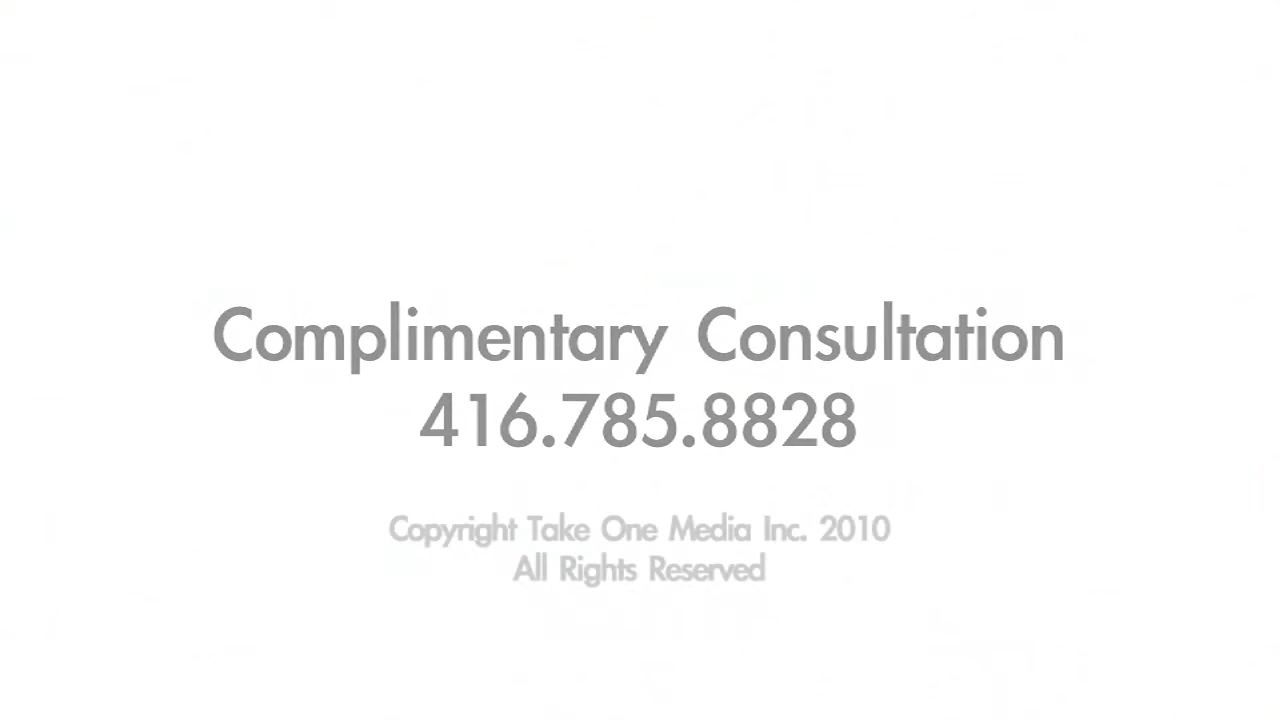 Complimentary Consultation
416.785.8828
Copyright Take One Media Inc. 2010
All Rights Reserved